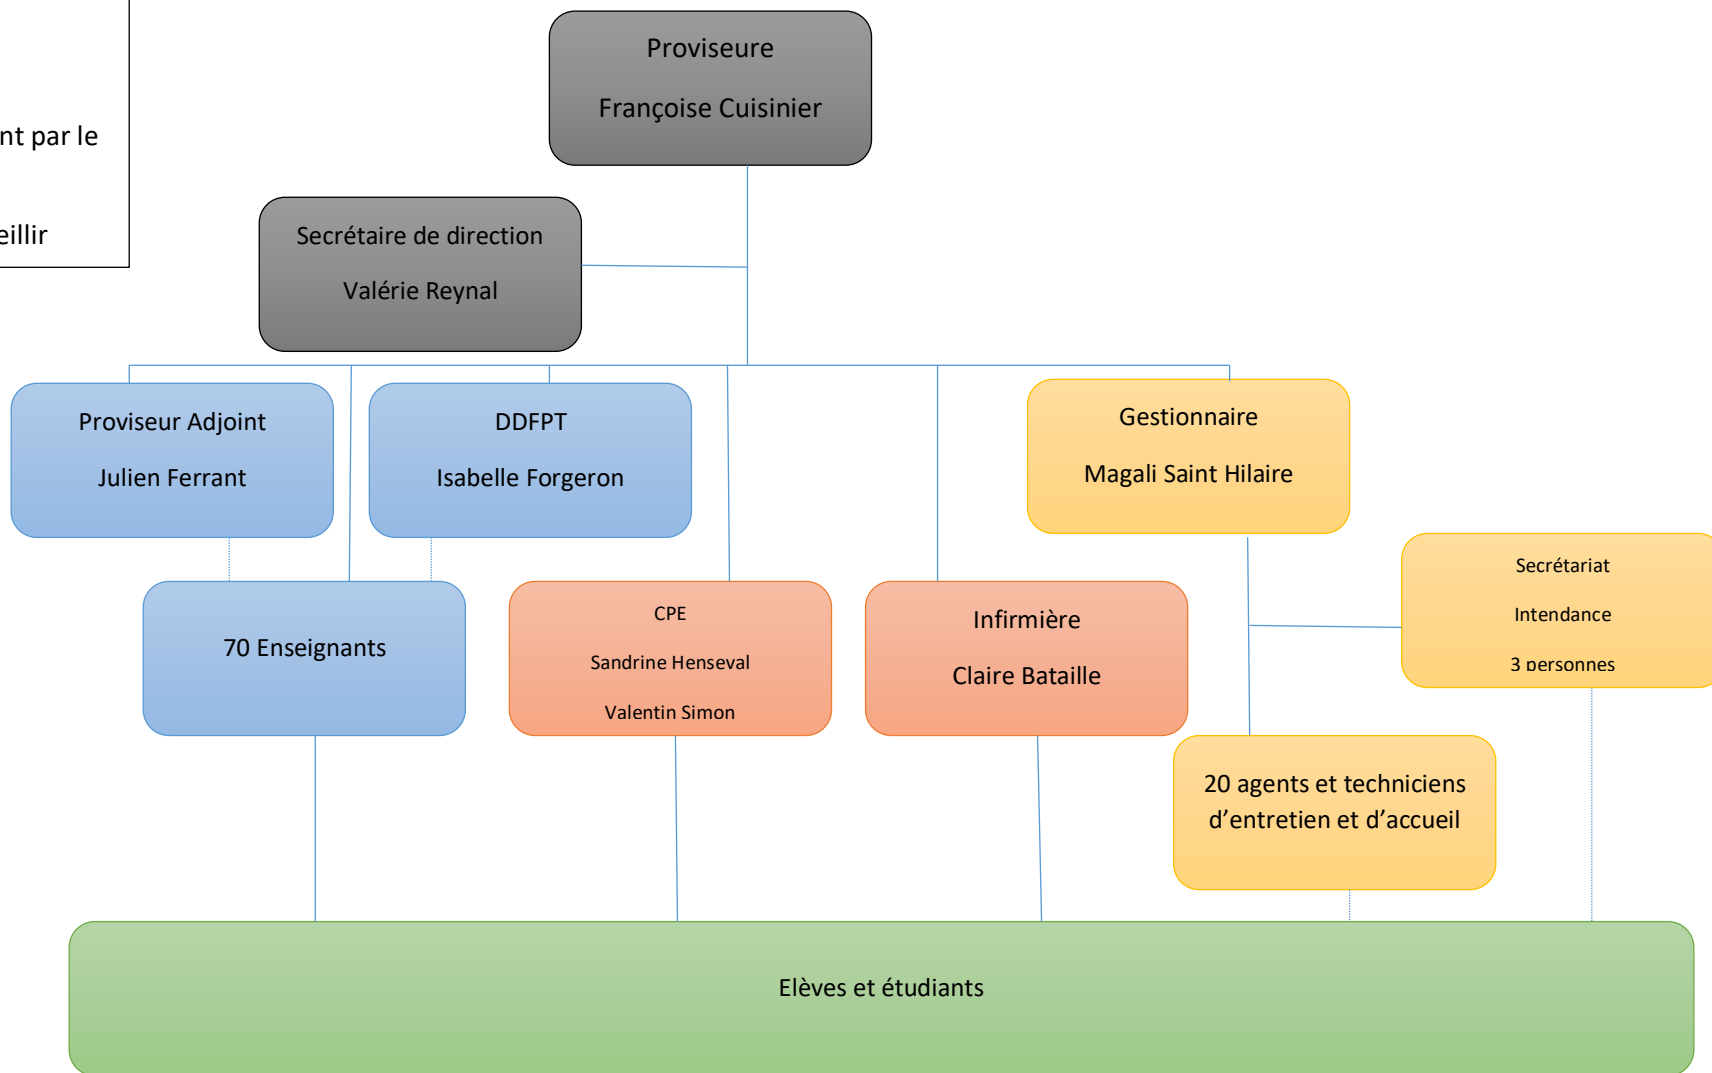 nt par le
eillir
Proviseure
Françoise Cuisinier
Secrétaire de direction
Valérie Reynal
Proviseur Adjoint
Julien Ferrant
DDFPT
Isabelle Forgeron
Gestionnaire
Magali Saint Hilaire
Secrétariat
Intendance
3 personnes
70 Enseignants
CPE
Sandrine Henseval
Valentin Simon
Infirmière
Claire Bataille
20 agents et techniciens
d’entretien et d’accueil
Elèves et étudiants